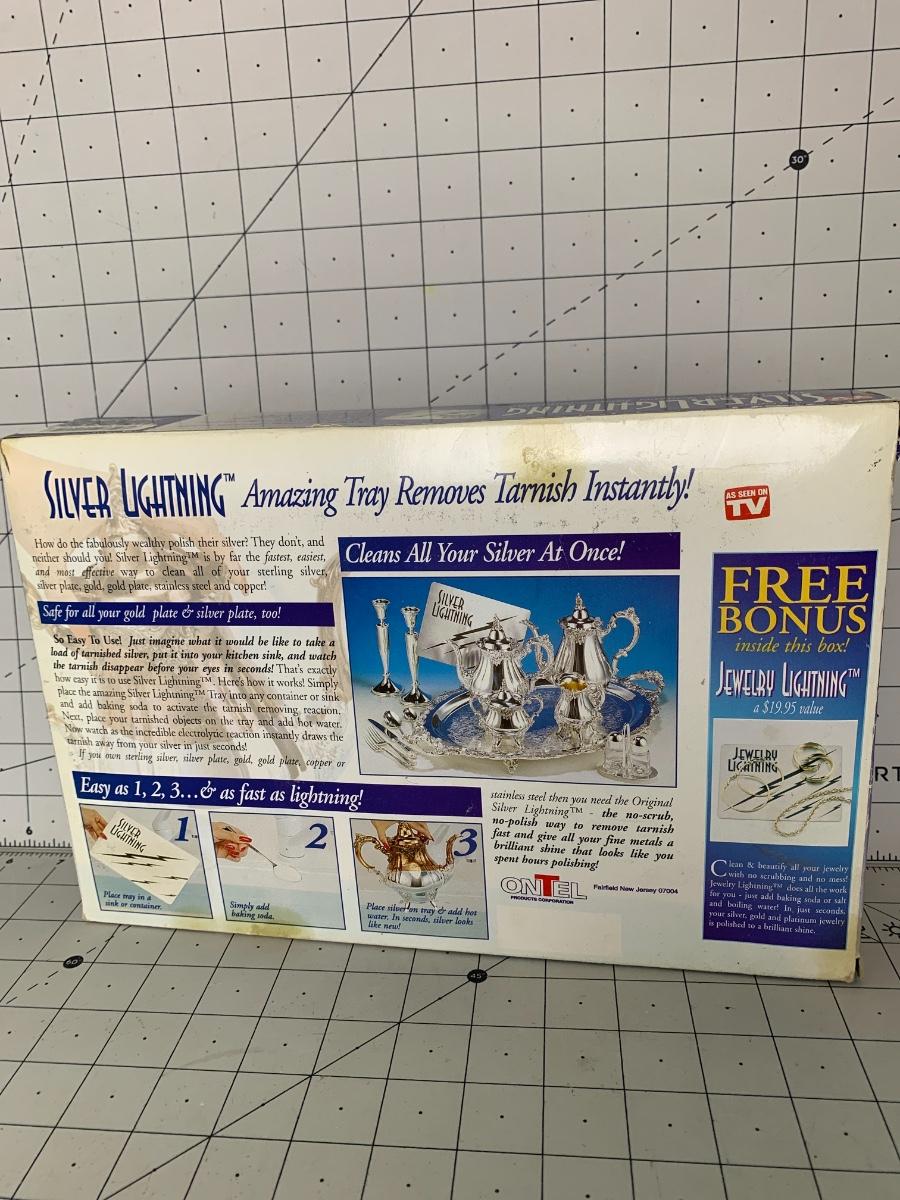 30°
SILVERLIGHTNING
SILVER LIGHTNING™ Amazing Tray Removes Tarnish Instantly!
AS SEEN ON
TV
How do the fabulously wealthy polish their silver? They don't, and
neither should you! Silver Lightning™ is by far the fastest, easiest,
and most effective way to clean all of your sterling silver,
silver plate, gold, gold plate, stainless steel and copper!
Safe for all your gold plate & silver plate, too!
So Easy To Use! Just imagine what it would be like to take a
load of tarnished silver, put it into your kitchen sink, and watch
the tarnish disappear before your eyes in seconds! That's exactly
how easy it is to use Silver Lightning™. Here's how it works! Simply
place the amazing Silver Lightning™ Tray into any container or sink
and add baking soda to activate the tarnish removing reaction.
Next, place your tarnished objects on the tray and add hot water.
Now watch as the incredible electrolytic reaction instantly draws the
tarnish away from your silver in just seconds!
If you own sterling silver, silver plate, gold, gold plate, copper or
Cleans All Your Silver At Once!
SILVER
LIGHTNING
stainless steel then you need the Original
Silver Lightning™ - the no-scrub,
no-polish way to remove tarnish
fast and give all your fine metals a
brilliant shine that looks like you
spent hours polishing!
Easy as 1, 2, 3...& as fast as lightning!
SILVER
LIGHTNING
1
Place tray in a
sink or container.
2
Simply add
baking soda.
3
Place silver on tray & add hot
water. In seconds, silver looks
like new!
ONTEL
PRODUCTS CORPORATION
Fairfield New Jersey 07004
FREE
BONUS
inside this box!
JEWELRY LIGHTNING™
a $19.95 value
JEWELRY
LIGHTNING
Clean & beautify all your jewelry
with no scrubbing and no mess!
Jewelry Lightning™ does all the work
for you - just add baking soda or salt
and boiling water! In just seconds,
your silver, gold and platinum jewelry
is polished to a brilliant shine.
6
60°
45°